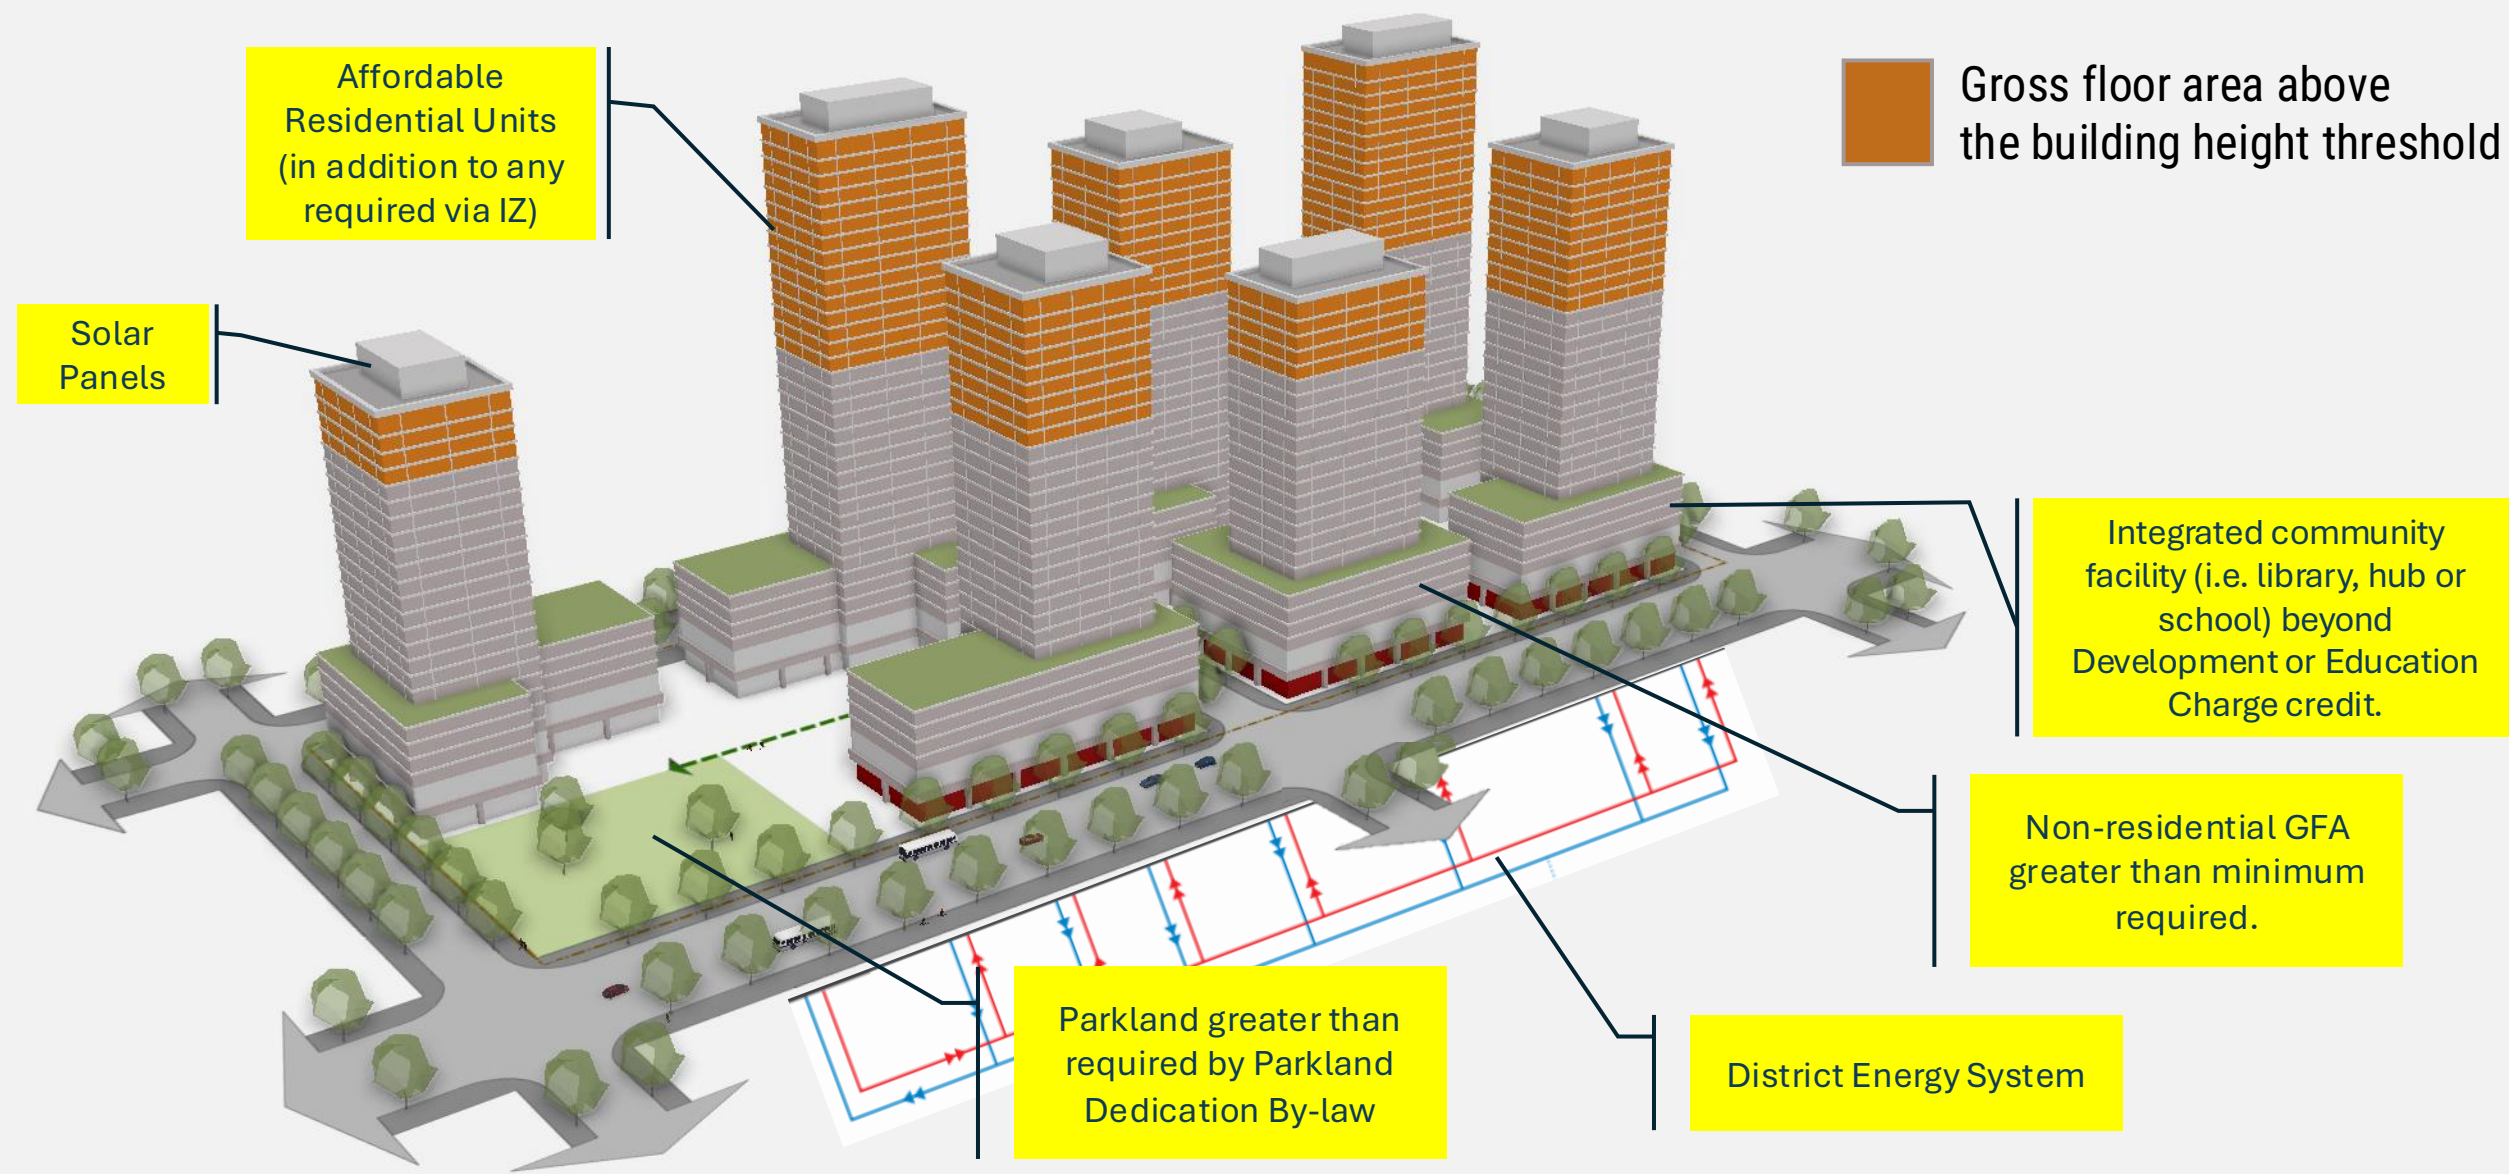 Affordable
Residential Units
(in addition to any
required via IZ)
Gross floor area above
the building height threshold
Solar
Panels
Integrated community
facility (i.e. library, hub or
school) beyond
Development or Education
Charge credit.
Non-residential GFA
greater than minimum
required.
Parkland greater than
required by Parkland
Dedication By-law
District Energy System